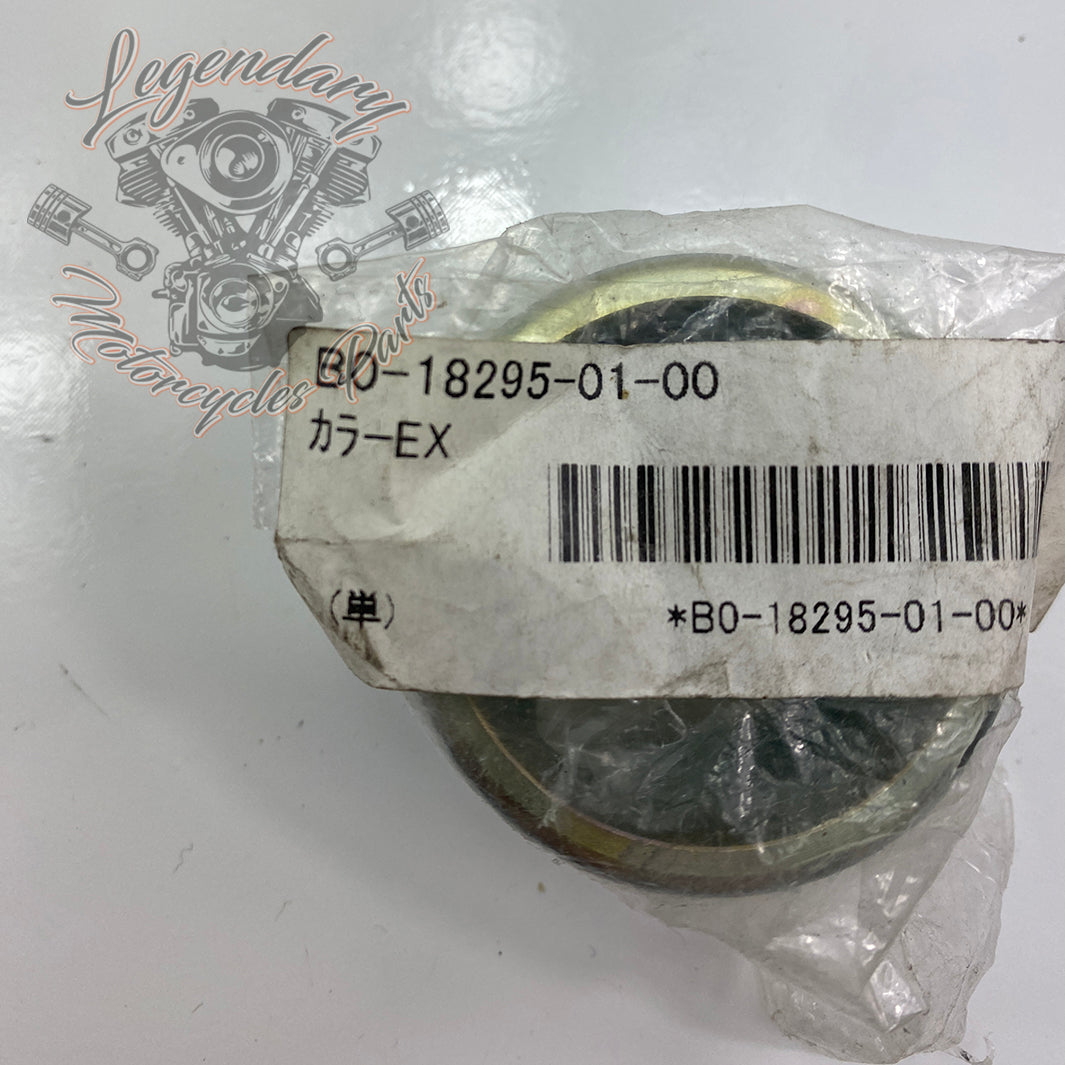 Legendary
Motorcycles Parts
B0-18295-01-00
カラーEX
(単)
*B0-18295-01-00*